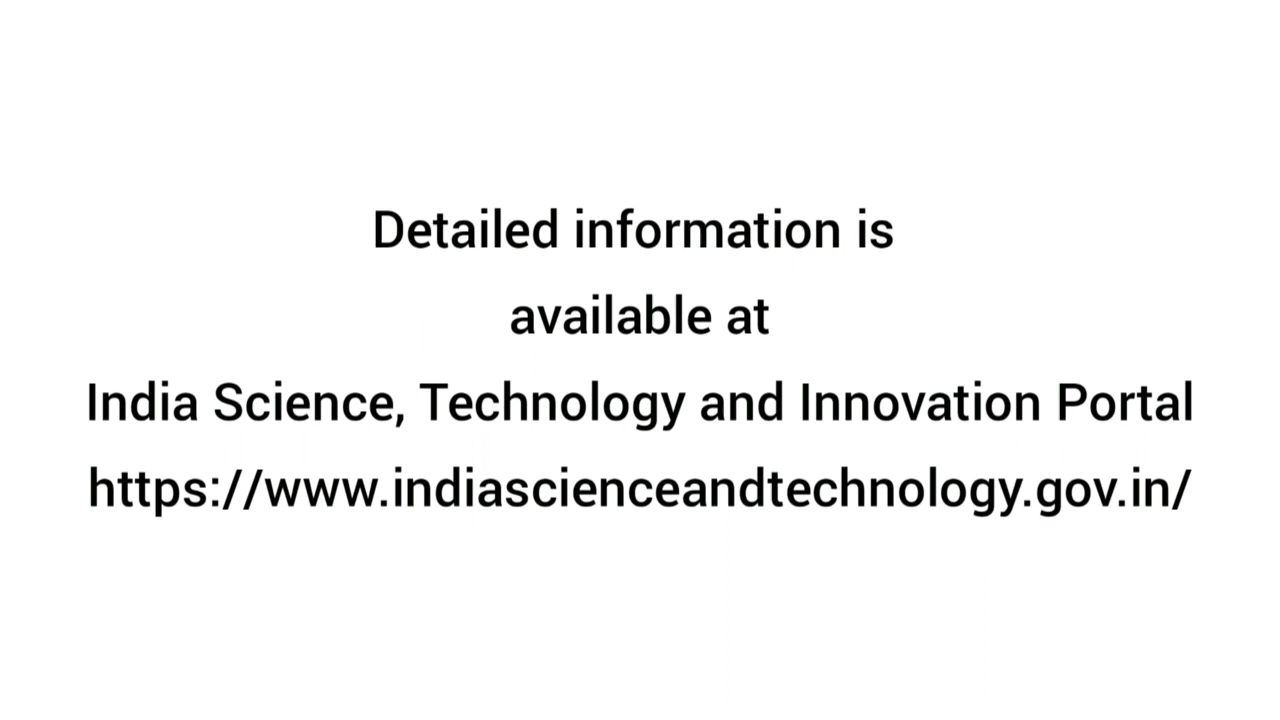 Detailed information is
available at
India Science, Technology and Innovation Portal
https://www.indiascienceandtechnology.gov.in/